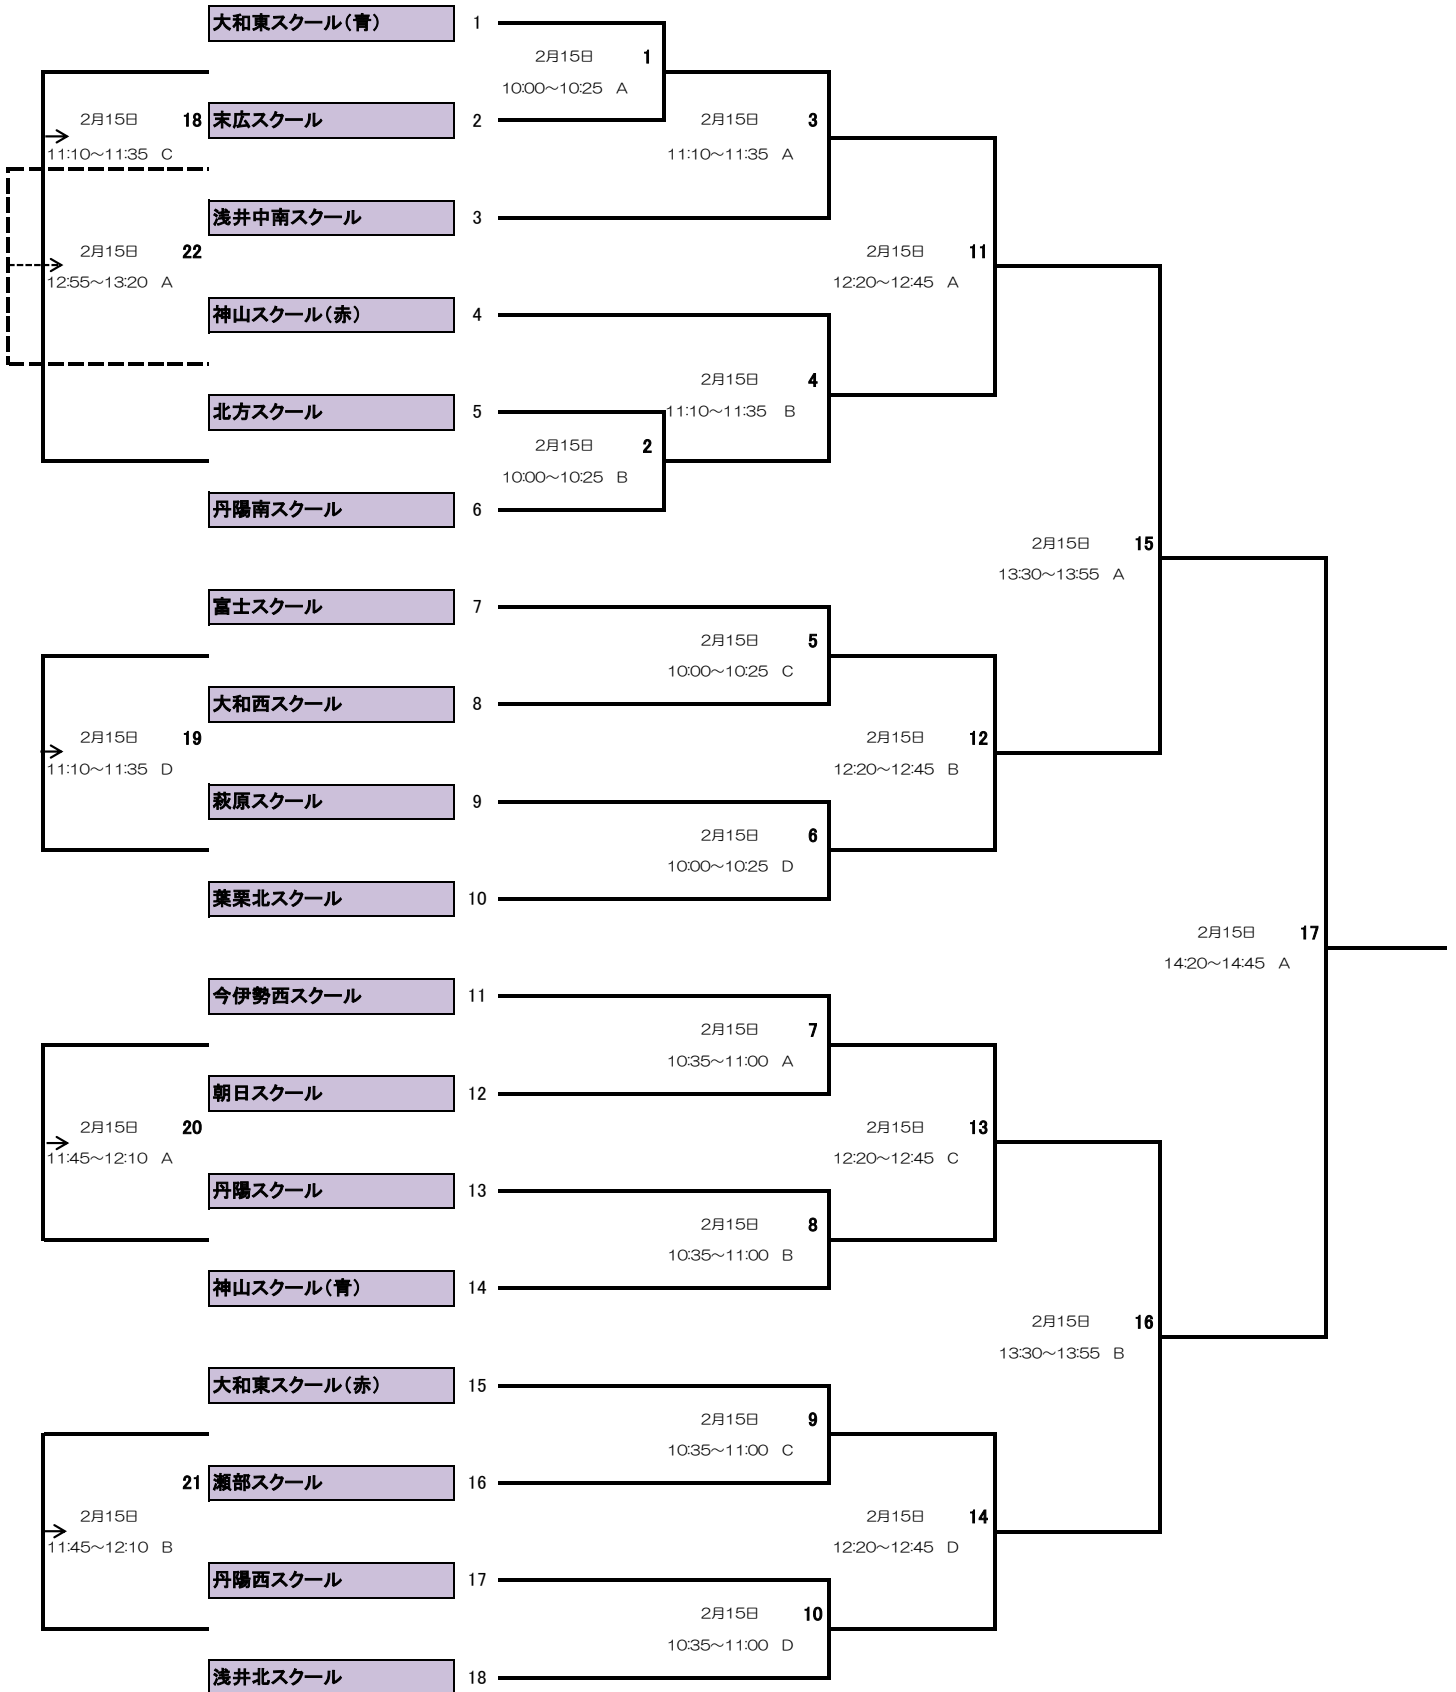 大和東スクール（青） 1
2月15日 1
10:00～10:25 A
2月15日 18 末広スクール 2 2月15日 3
11:10～11:35 C 11:10～11:35 A
浅井中南スクール 3
2月15日 22 2月15日 11
12:55～13:20 A 12:20～12:45 A
神山スクール（赤） 4
2月15日 4
北方スクール 5 11:10～11:35 B
2月15日 2
10:00～10:25 B
丹陽南スクール 6
2月15日 15
13:30～13:55 A
富士スクール 7
2月15日 5
10:00～10:25 C
大和西スクール 8
2月15日 19 2月15日 12
11:10～11:35 D 12:20～12:45 B
萩原スクール 9
2月15日 6
10:00～10:25 D
葉栗北スクール 10
2月15日 17
14:20～14:45 A
今伊勢西スクール 11
2月15日 7
10:35～11:00 A
朝日スクール 12
2月15日 20 2月15日 13
11:45～12:10 A 12:20～12:45 C
丹陽スクール 13
2月15日 8
10:35～11:00 B
神山スクール（青） 14
2月15日 16
13:30～13:55 B
大和東スクール（赤） 15
2月15日 9
10:35～11:00 C
21 瀬部スクール 16
2月15日 2月15日 14
11:45～12:10 B 12:20～12:45 D
丹陽西スクール 17
2月15日 10
10:35～11:00 D
浅井北スクール 18